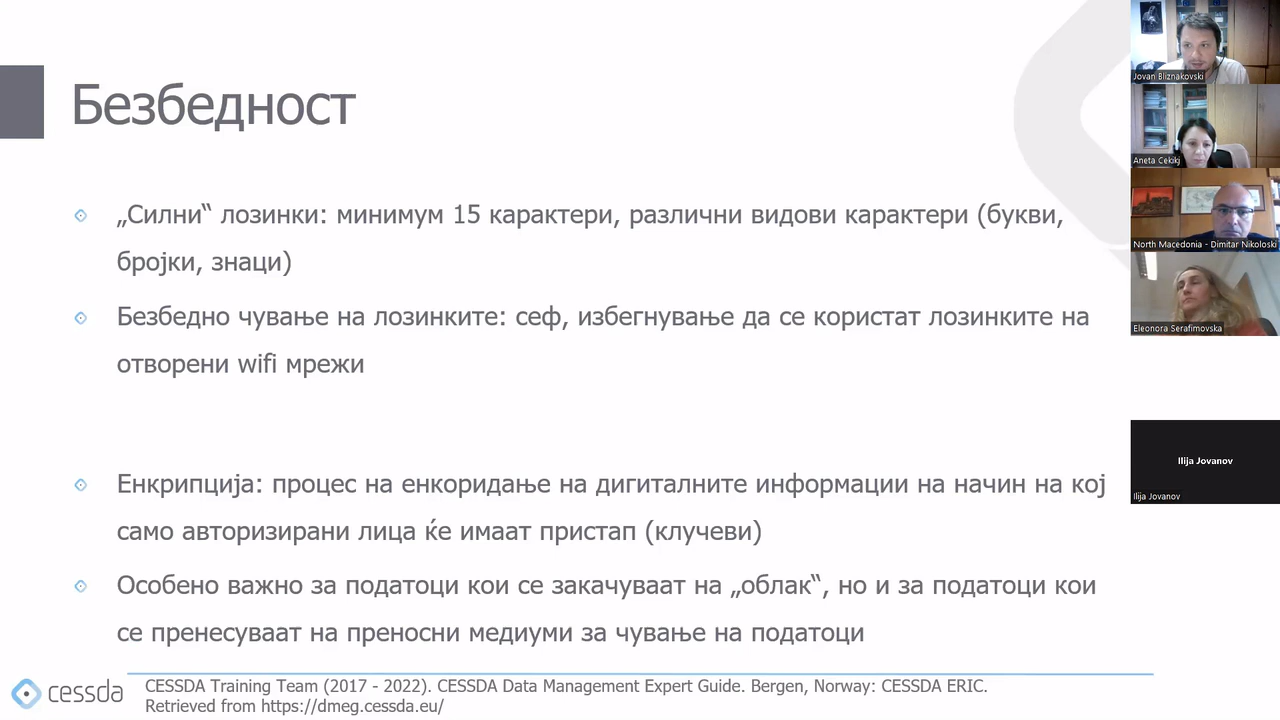 Безбедност
„Силни“ лозинки: минимум 15 карактери, различни видови карактери (букви,
бројки, знаци)
Безбедно чување на лозинките: сеф, избегнување да се користат лозинките на
отворени wifi мрежи
Енкрипција: процес на енкоридање на дигиталните информации на начин на кој
само авторизирани лица ќе имаат пристап (клучеви)
Особено важно за податоци кои се закачуваат на „облак“, но и за податоци кои
се пренесуваат на преносни медиуми за чување на податоци
cessda
CESSDA Training Team (2017 - 2022). CESSDA Data Management Expert Guide. Bergen, Norway: CESSDA ERIC.
Retrieved from https://dmeg.cessda.eu/
Jovan Bliznakovski
Aneta Cekikj
North Macedonia - Dimitar Nikoloski
Eleonora Serafimovska
Ilija Jovanov
Ilija Jovanov